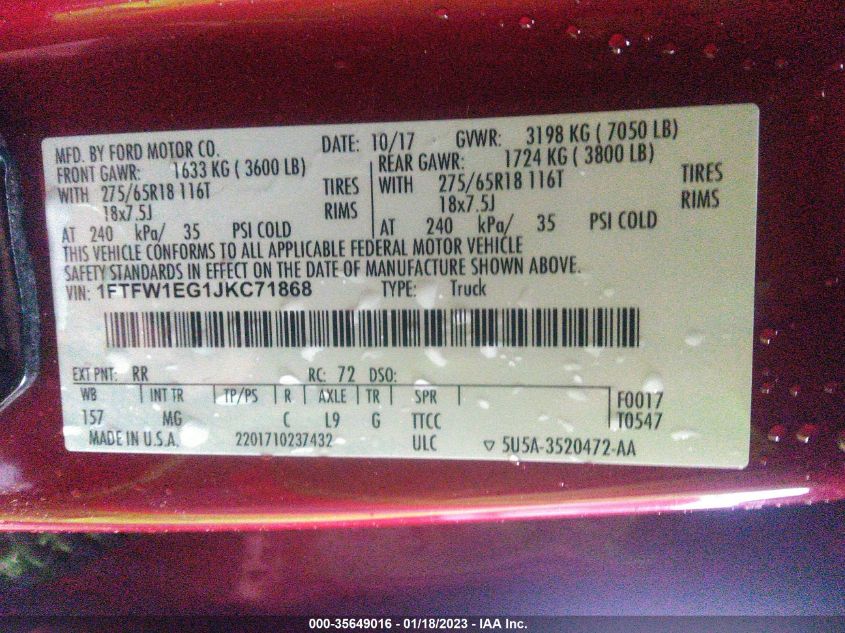 MFD. BY FORD MOTOR CO. DATE: 10/17 GVWR: 3198 KG ( 7050 LB)
FRONT GAWR: 1633 KG ( 3600 LB) REAR GAWR: 1724 KG ( 3800 LB)
WITH 275/65R18 116T TIRES WITH 275/65R18 116T TIRES
18x7.5J RIMS 18x7.5J RIMS
AT 240 kPa/ 35 PSI COLD AT 240 kPa/ 35 PSI COLD
THIS VEHICLE CONFORMS TO ALL APPLICABLE FEDERAL MOTOR VEHICLE
SAFETY STANDARDS IN EFFECT ON THE DATE OF MANUFACTURE SHOWN ABOVE.
VIN: 1FTFW1EG1JKC71868 TYPE: Truck
EXT PNT: RR RC: 72 DSO:
WB INT TR TP/PS R AXLE TR SPR F0017
157 MG C L9 G TTCC T0547
MADE IN U.S.A. 2201710237432 ULC ▽ 5U5A-3520472-AA
000-35649016 - 01/18/2023 - IAA Inc.